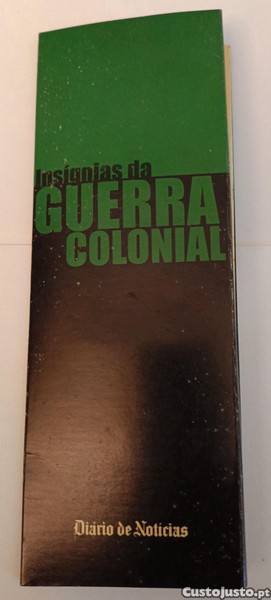 Insígnias da
GUERRA
COLONIAL
Diário de Notícias
Custojusto.pt